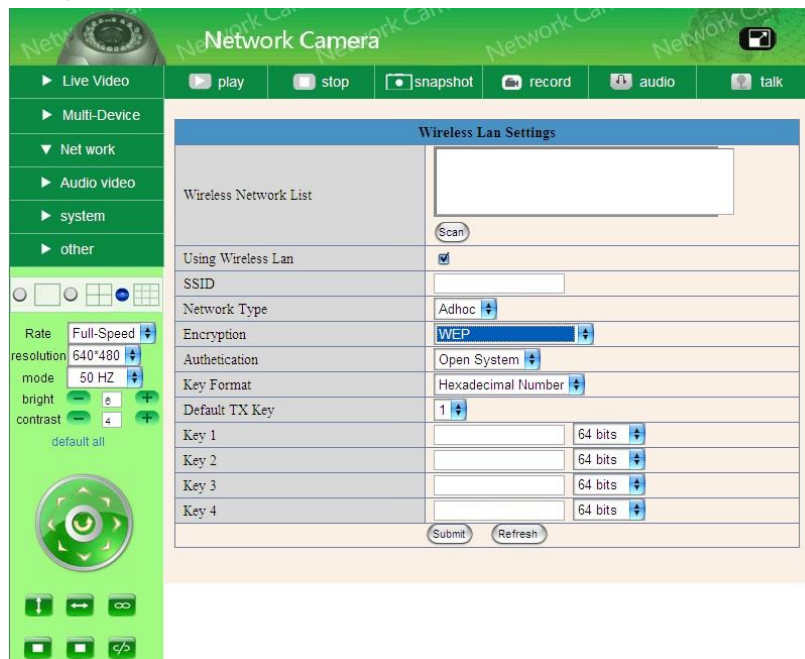 Network Camera
Live Video
play
stop
snapshot
record
audio
talk
Multi-Device
Net work
Audio video
system
other
Wireless Lan Settings
Wireless Network List
Scan
Using Wireless Lan
SSID
Network Type Adhoc
Encryption WEP
Authetication Open System
Key Format Hexadecimal Number
Default TX Key 1
Key 1 64 bits
Key 2 64 bits
Key 3 64 bits
Key 4 64 bits
Submit Refresh
Rate Full-Speed
resolution 640*480
mode 50 HZ
bright 6
contrast 4
default all